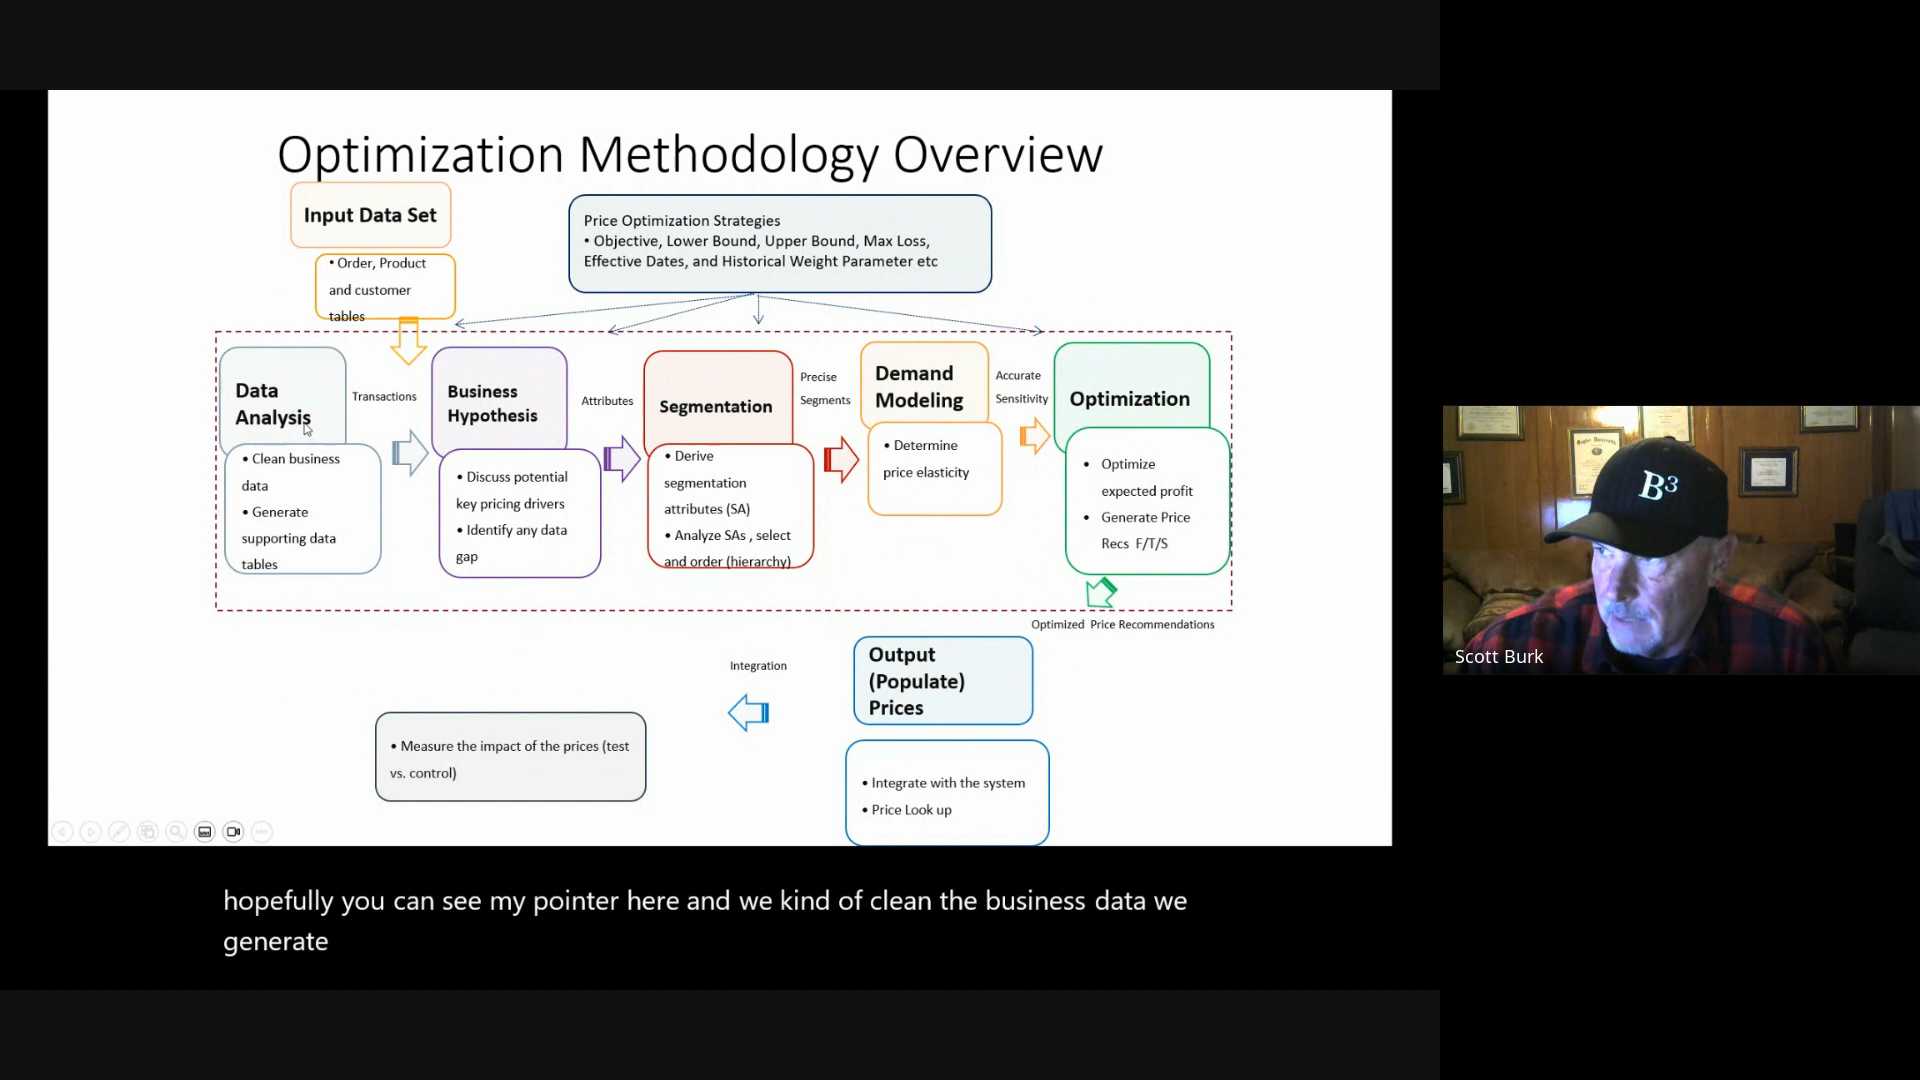 Optimization Methodology Overview
Input Data Set
• Order, Product
and customer
tables
Price Optimization Strategies
• Objective, Lower Bound, Upper Bound, Max Loss,
Effective Dates, and Historical Weight Parameter etc
Data
Analysis
• Clean business
data
• Generate
supporting data
tables
Transactions
Business
Hypothesis
• Discuss potential
key pricing drivers
• Identify any data
gap
Attributes
Segmentation
• Derive
segmentation
attributes (SA)
• Analyze SAs , select
and order (hierarchy)
Precise
Segments
Demand
Modeling
• Determine
price elasticity
Accurate
Sensitivity
Optimization
• Optimize
expected profit
• Generate Price
Recs F/T/S
Optimized Price Recommendations
Output
(Populate)
Prices
• Integrate with the system
• Price Look up
Integration
• Measure the impact of the prices (test
vs. control)
B³
Scott Burk
hopefully you can see my pointer here and we kind of clean the business data we
generate